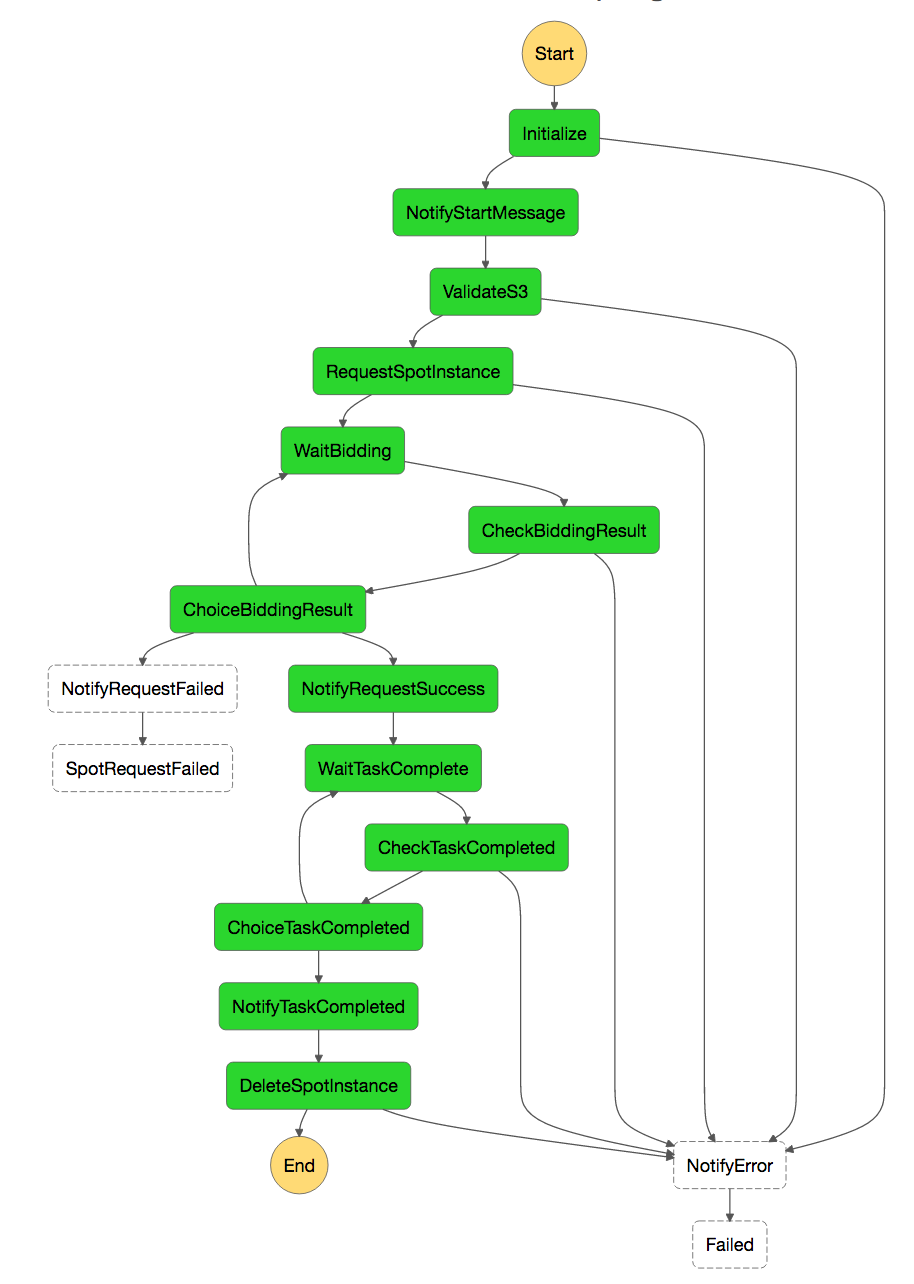 Start
Initialize
NotifyStartMessage
ValidateS3
RequestSpotInstance
WaitBidding
CheckBiddingResult
ChoiceBiddingResult
NotifyRequestFailed
NotifyRequestSuccess
SpotRequestFailed
WaitTaskComplete
CheckTaskCompleted
ChoiceTaskCompleted
NotifyTaskCompleted
DeleteSpotInstance
End
NotifyError
Failed